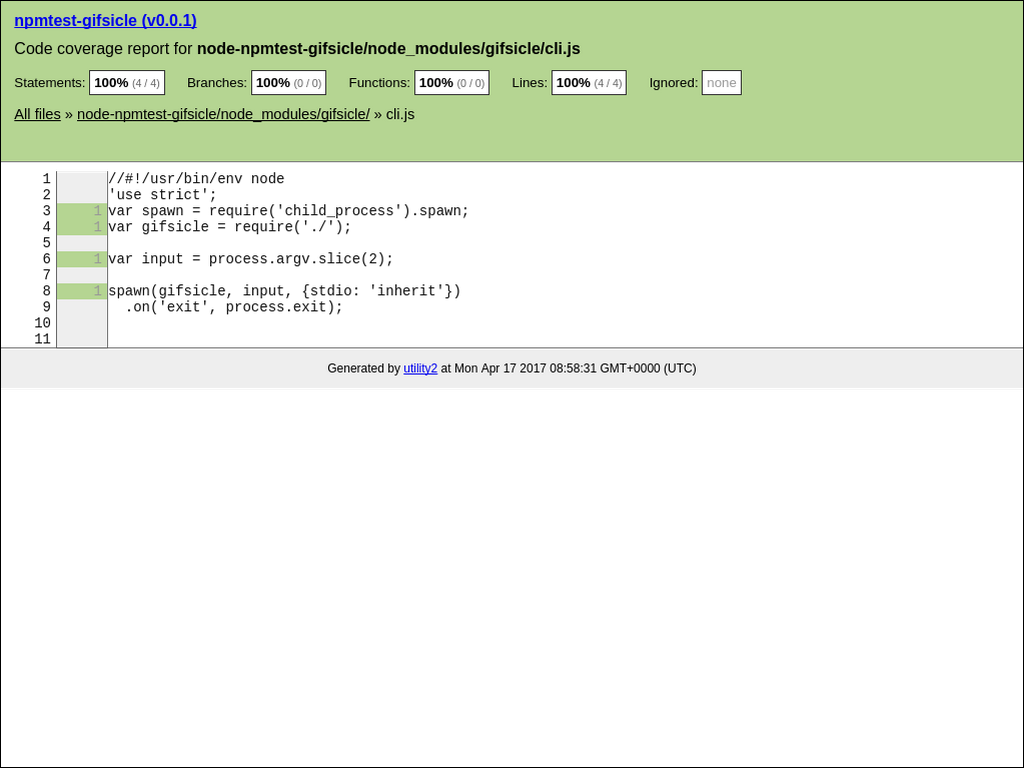 npmtest-gifsicle (v0.0.1)
Code coverage report for node-npmtest-gifsicle/node_modules/gifsicle/cli.js
Statements: 100% (4 / 4) Branches: 100% (0 / 0) Functions: 100% (0 / 0) Lines: 100% (4 / 4) Ignored: none
All files » node-npmtest-gifsicle/node_modules/gifsicle/ » cli.js
1 //#!/usr/bin/env node
2 'use strict';
3 1 var spawn = require('child_process').spawn;
4 1 var gifsicle = require('./');
5
6 1 var input = process.argv.slice(2);
7
8 1 spawn(gifsicle, input, {stdio: 'inherit'})
9 .on('exit', process.exit);
10
11
Generated by utility2 at Mon Apr 17 2017 08:58:31 GMT+0000 (UTC)